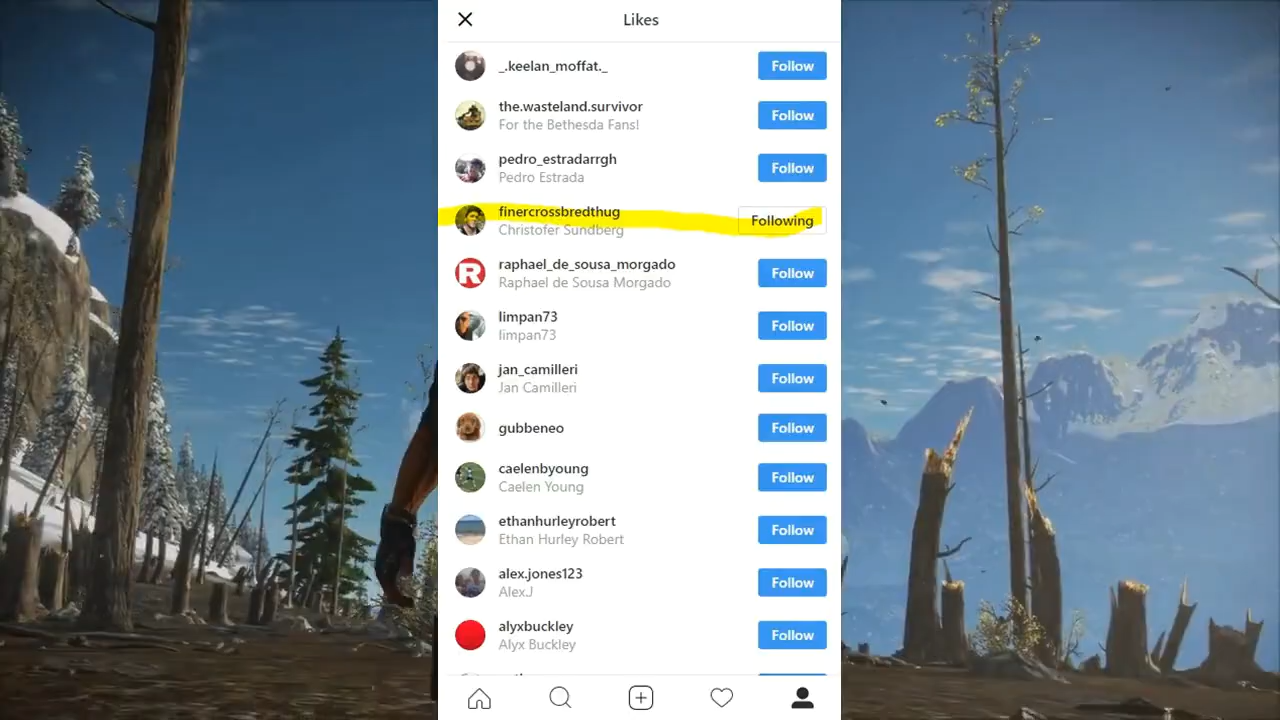 Likes
_.keelan_moffat._
Follow
the.wasteland.survivor
For the Bethesda Fans!
Follow
pedro_estradarrgh
Pedro Estrada
Follow
finercrossbredthug
Christofer Sundberg
Following
R
raphael_de_sousa_morgado
Raphael de Sousa Morgado
Follow
limpan73
limpan73
Follow
jan_camilleri
Jan Camilleri
Follow
gubbeneo
Follow
caelenbyoung
Caelen Young
Follow
ethanhurleyrobert
Ethan Hurley Robert
Follow
alex.jones123
Alex.J
Follow
alyxbuckley
Alyx Buckley
Follow